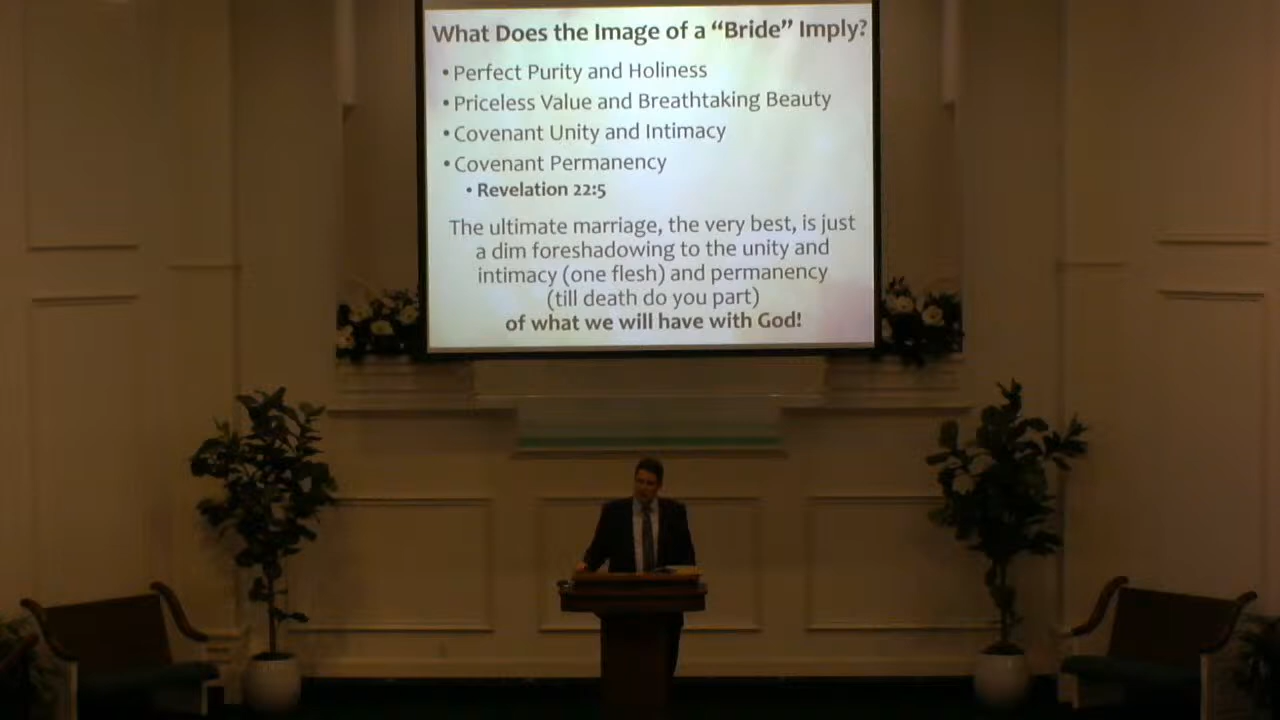 What Does the Image of a “Bride” Imply?
• Perfect Purity and Holiness
• Priceless Value and Breathtaking Beauty
• Covenant Unity and Intimacy
• Covenant Permanency
• Revelation 22:5
The ultimate marriage, the very best, is just
a dim foreshadowing to the unity and
intimacy (one flesh) and permanency
(till death do you part)
of what we will have with God!